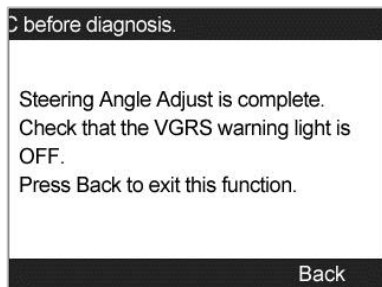 before diagnosis.
Steering Angle Adjust is complete.
Check that the VGRS warning light is
OFF.
Press Back to exit this function.
Back